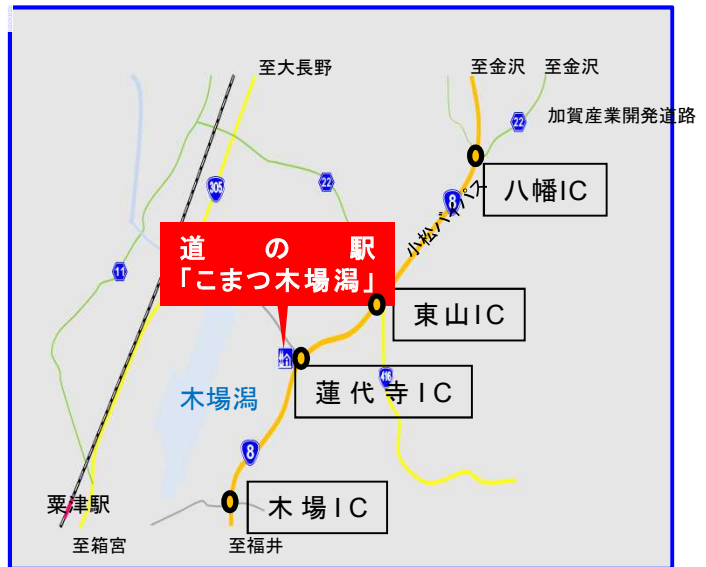 至大長野
至金沢
至金沢
22
加賀産業開発道路
八幡IC
305
22
8
小松バイパス
道の駅
「こまつ木場潟」
11
東山IC
蓮代寺IC
416
木場潟
8
木場IC
粟津駅
至箱宮
至福井